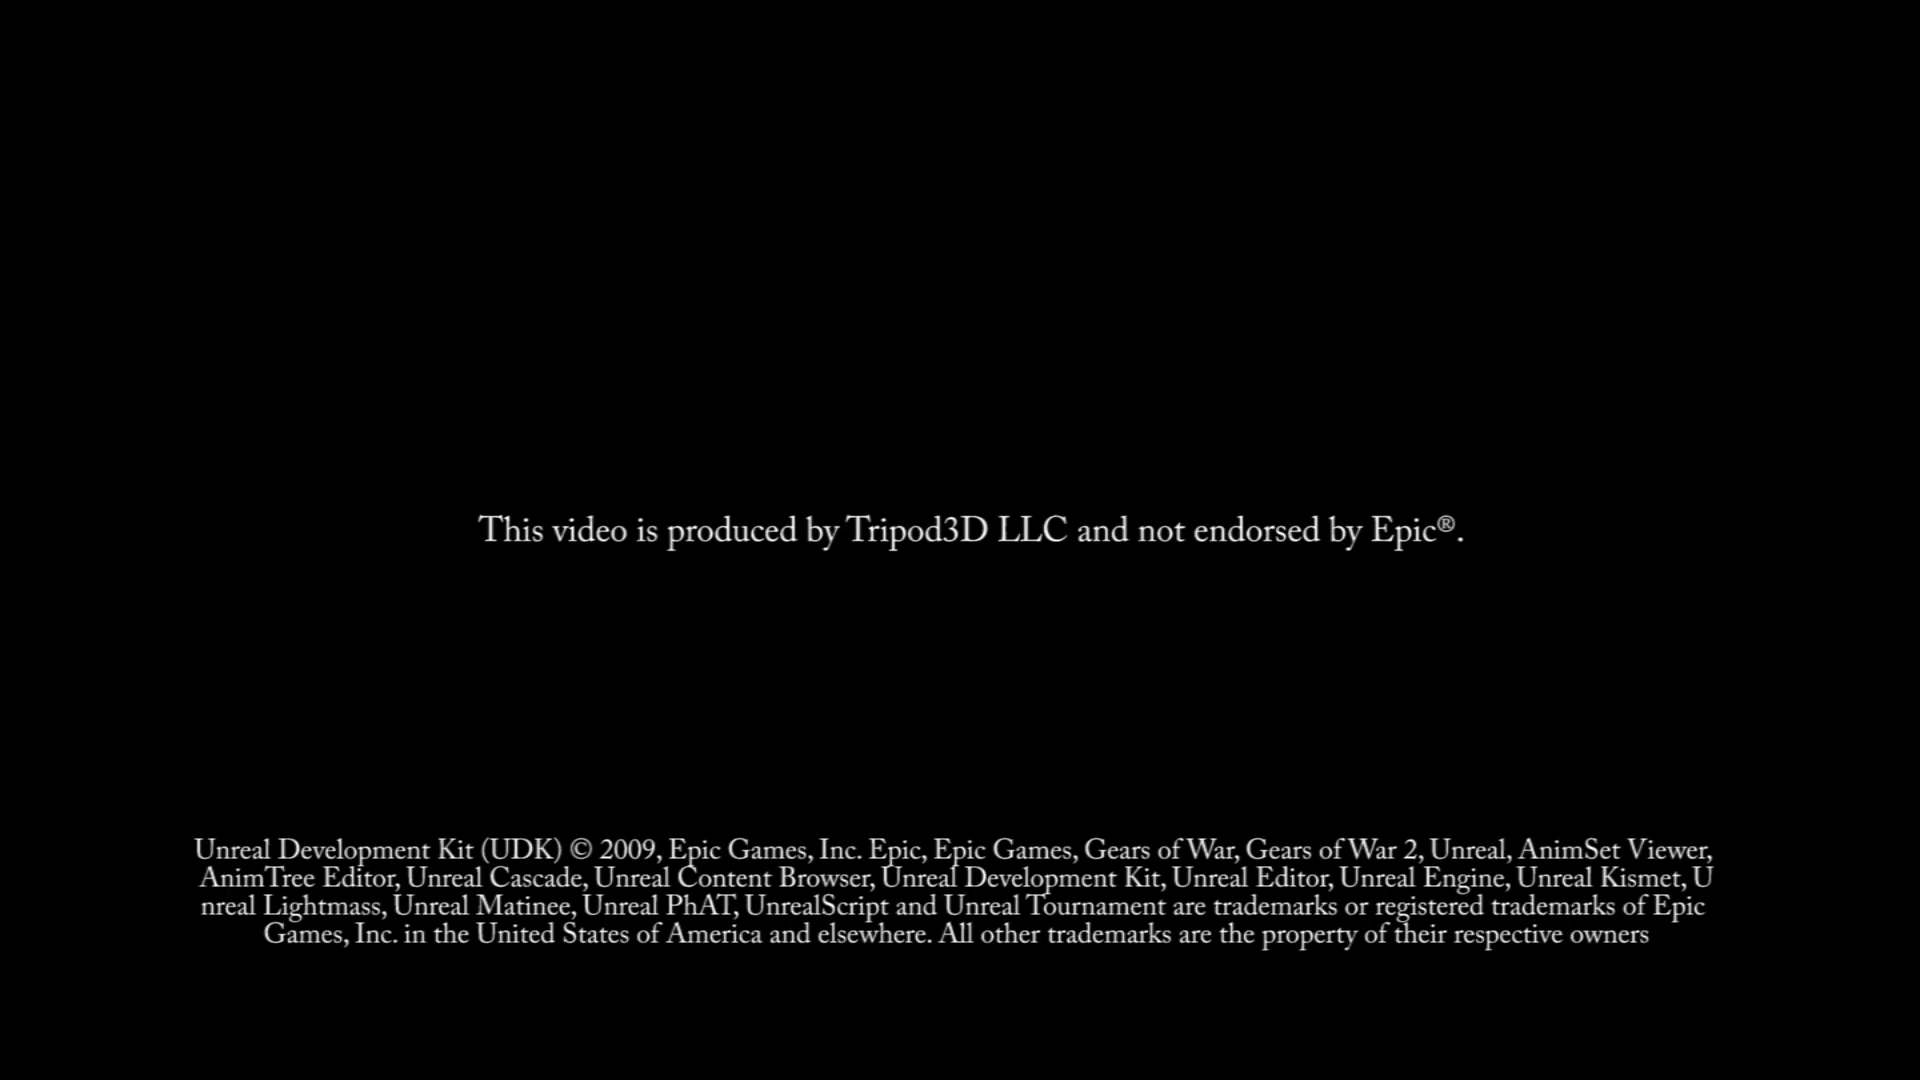 This video is produced by Tripod3D LLC and not endorsed by Epic®.
Unreal Development Kit (UDK) © 2009, Epic Games, Inc. Epic, Epic Games, Gears of War, Gears of War 2, Unreal, AnimSet Viewer,
AnimTree Editor, Unreal Cascade, Unreal Content Browser, Unreal Development Kit, Unreal Editor, Unreal Engine, Unreal Kismet, U
nreal Lightmass, Unreal Matinee, Unreal PhAT, UnrealScript and Unreal Tournament are trademarks or registered trademarks of Epic
Games, Inc. in the United States of America and elsewhere. All other trademarks are the property of their respective owners